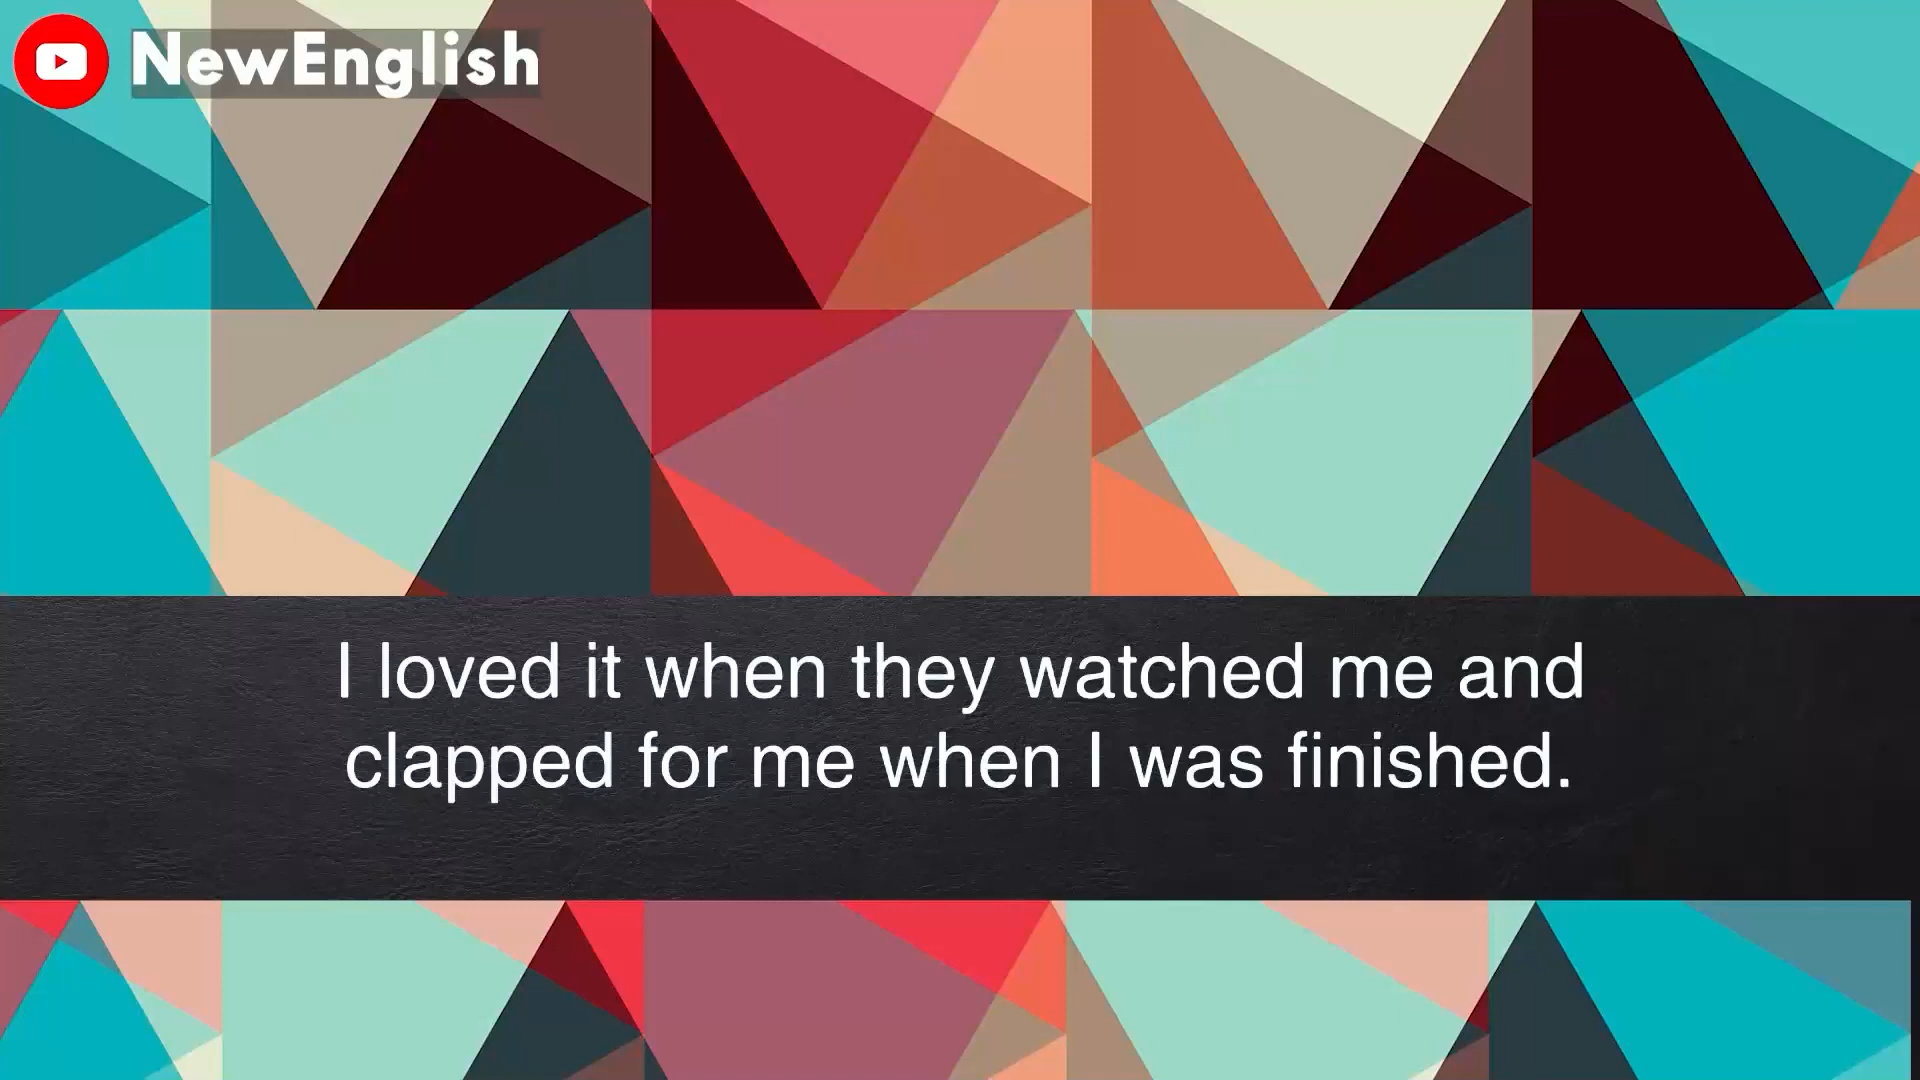 NewEnglish
I loved it when they watched me and
clapped for me when I was finished.